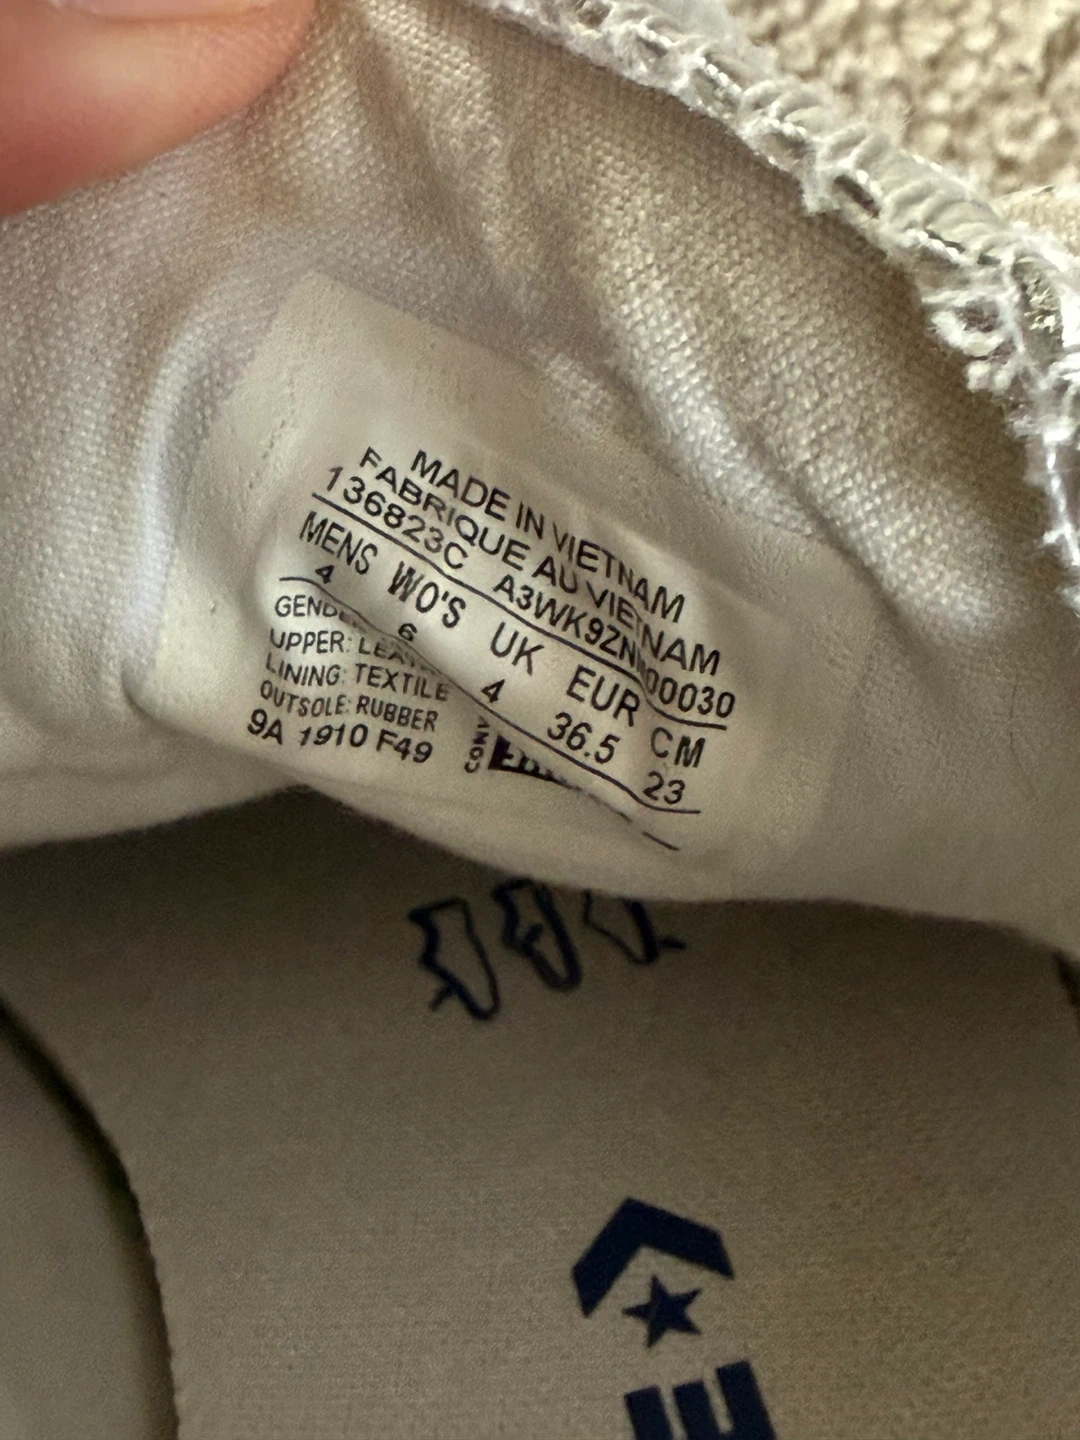 MADE IN VIETNAM
FABRIQUE AU VIETNAM
136823C A3WK9ZN 00030
MENS WO'S UK EUR CM
4 6 4 36.5 23
UPPER:
LINING: TEXTILE
OUTSOLE: RUBBER
9A 1910 F49